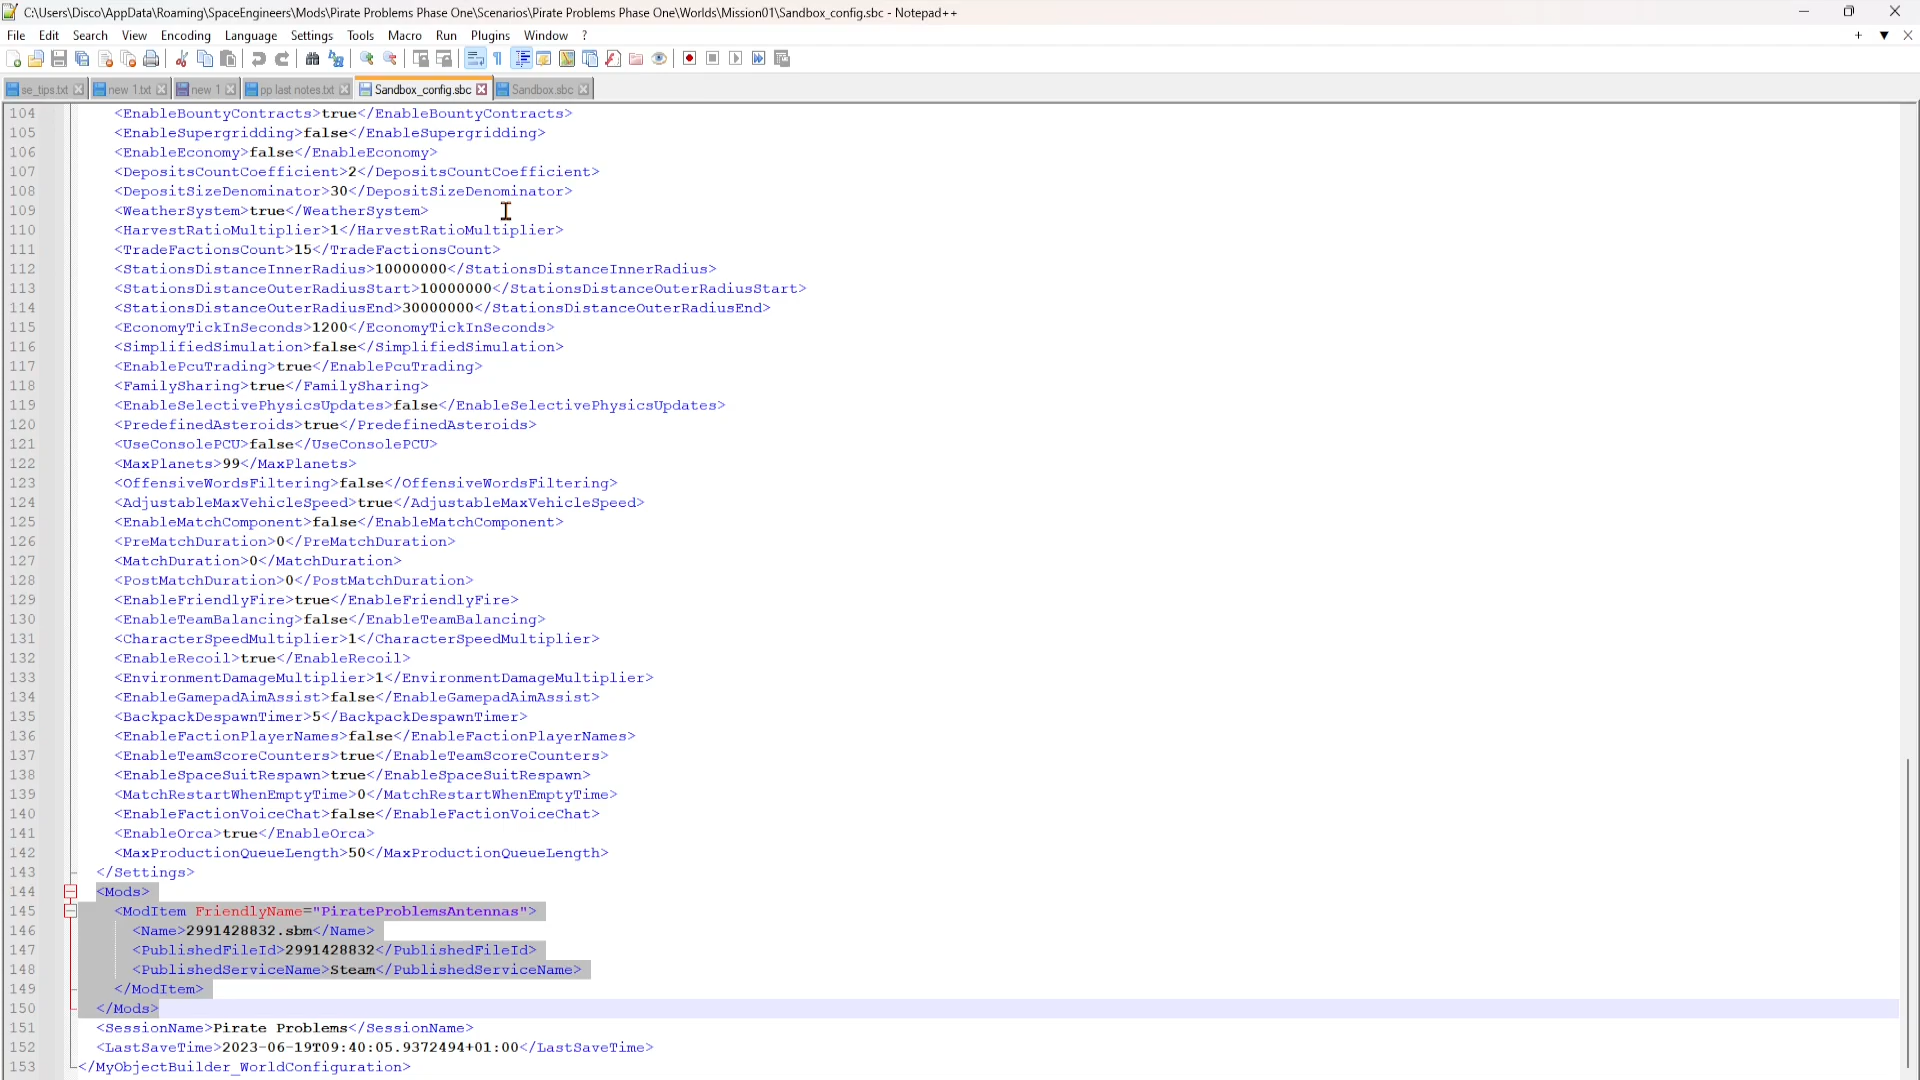 C:\Users\Disco\AppData\Roaming\SpaceEngineers\Mods\Pirate Problems Phase One\Scenarios\Pirate Problems Phase One\Worlds\Mission01\Sandbox_config.sbc - Notepad++
File Edit Search View Encoding Language Settings Tools Macro Run Plugins Window ?
se_tips.txt new 1.txt new 1 pp last notes.txt Sandbox_config.sbc Sandbox.sbc
104 <EnableBountyContracts>true</EnableBountyContracts>
105 <EnableSupergridding>false</EnableSupergridding>
106 <EnableEconomy>false</EnableEconomy>
107 <DepositsCountCoefficient>2</DepositsCountCoefficient>
108 <DepositSizeDenominator>30</DepositSizeDenominator>
109 <WeatherSystem>true</WeatherSystem>
110 <HarvestRatioMultiplier>1</HarvestRatioMultiplier>
111 <TradeFactionsCount>15</TradeFactionsCount>
112 <StationsDistanceInnerRadius>10000000</StationsDistanceInnerRadius>
113 <StationsDistanceOuterRadiusStart>10000000</StationsDistanceOuterRadiusStart>
114 <StationsDistanceOuterRadiusEnd>30000000</StationsDistanceOuterRadiusEnd>
115 <EconomyTickInSeconds>1200</EconomyTickInSeconds>
116 <SimplifiedSimulation>false</SimplifiedSimulation>
117 <EnablePcuTrading>true</EnablePcuTrading>
118 <FamilySharing>true</FamilySharing>
119 <EnableSelectivePhysicsUpdates>false</EnableSelectivePhysicsUpdates>
120 <PredefinedAsteroids>true</PredefinedAsteroids>
121 <UseConsolePCU>false</UseConsolePCU>
122 <MaxPlanets>99</MaxPlanets>
123 <OffensiveWordsFiltering>false</OffensiveWordsFiltering>
124 <AdjustableMaxVehicleSpeed>true</AdjustableMaxVehicleSpeed>
125 <EnableMatchComponent>false</EnableMatchComponent>
126 <PreMatchDuration>0</PreMatchDuration>
127 <MatchDuration>0</MatchDuration>
128 <PostMatchDuration>0</PostMatchDuration>
129 <EnableFriendlyFire>true</EnableFriendlyFire>
130 <EnableTeamBalancing>false</EnableTeamBalancing>
131 <CharacterSpeedMultiplier>1</CharacterSpeedMultiplier>
132 <EnableRecoil>true</EnableRecoil>
133 <EnvironmentDamageMultiplier>1</EnvironmentDamageMultiplier>
134 <EnableGamepadAimAssist>false</EnableGamepadAimAssist>
135 <BackpackDespawnTimer>5</BackpackDespawnTimer>
136 <EnableFactionPlayerNames>false</EnableFactionPlayerNames>
137 <EnableTeamScoreCounters>true</EnableTeamScoreCounters>
138 <EnableSpaceSuitRespawn>true</EnableSpaceSuitRespawn>
139 <MatchRestartWhenEmptyTime>0</MatchRestartWhenEmptyTime>
140 <EnableFactionVoiceChat>false</EnableFactionVoiceChat>
141 <EnableOrca>true</EnableOrca>
142 <MaxProductionQueueLength>50</MaxProductionQueueLength>
143 </Settings>
144 <Mods>
145 <ModItem FriendlyName="PirateProblemsAntennas">
146 <Name>2991428832.sbm</Name>
147 <PublishedFileId>2991428832</PublishedFileId>
148 <PublishedServiceName>Steam</PublishedServiceName>
149 </ModItem>
150 </Mods>
151 <SessionName>Pirate Problems</SessionName>
152 <LastSaveTime>2023-06-19T09:40:05.9372494+01:00</LastSaveTime>
153 </MyObjectBuilder_WorldConfiguration>